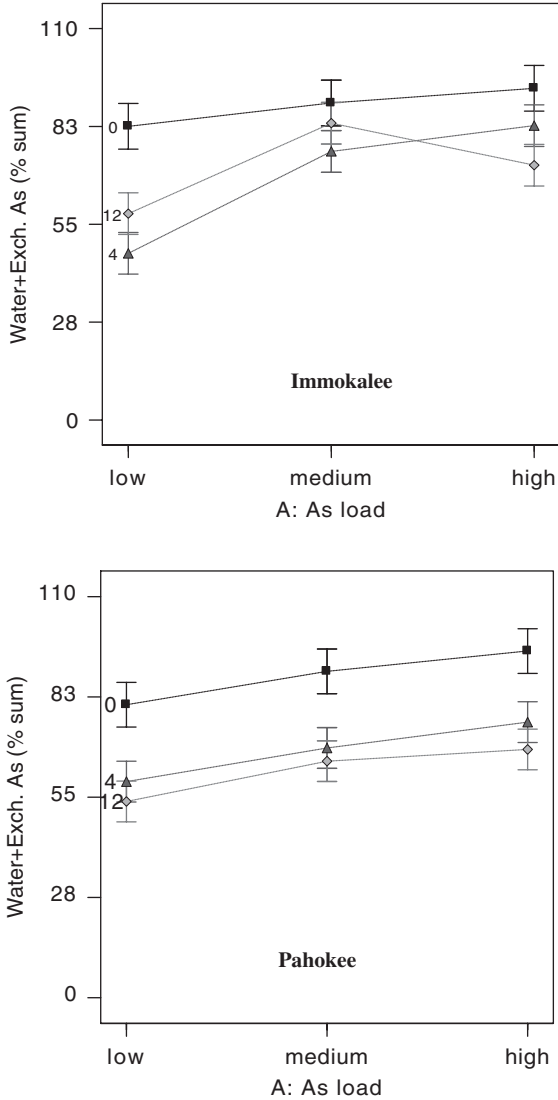 110
83
55
28
0
Water+Exch. As (% sum)
0
12
4
Immokalee
low medium high
A: As load
110
83
55
28
0
Water+Exch. As (% sum)
0
4
12
Pahokee
low medium high
A: As load